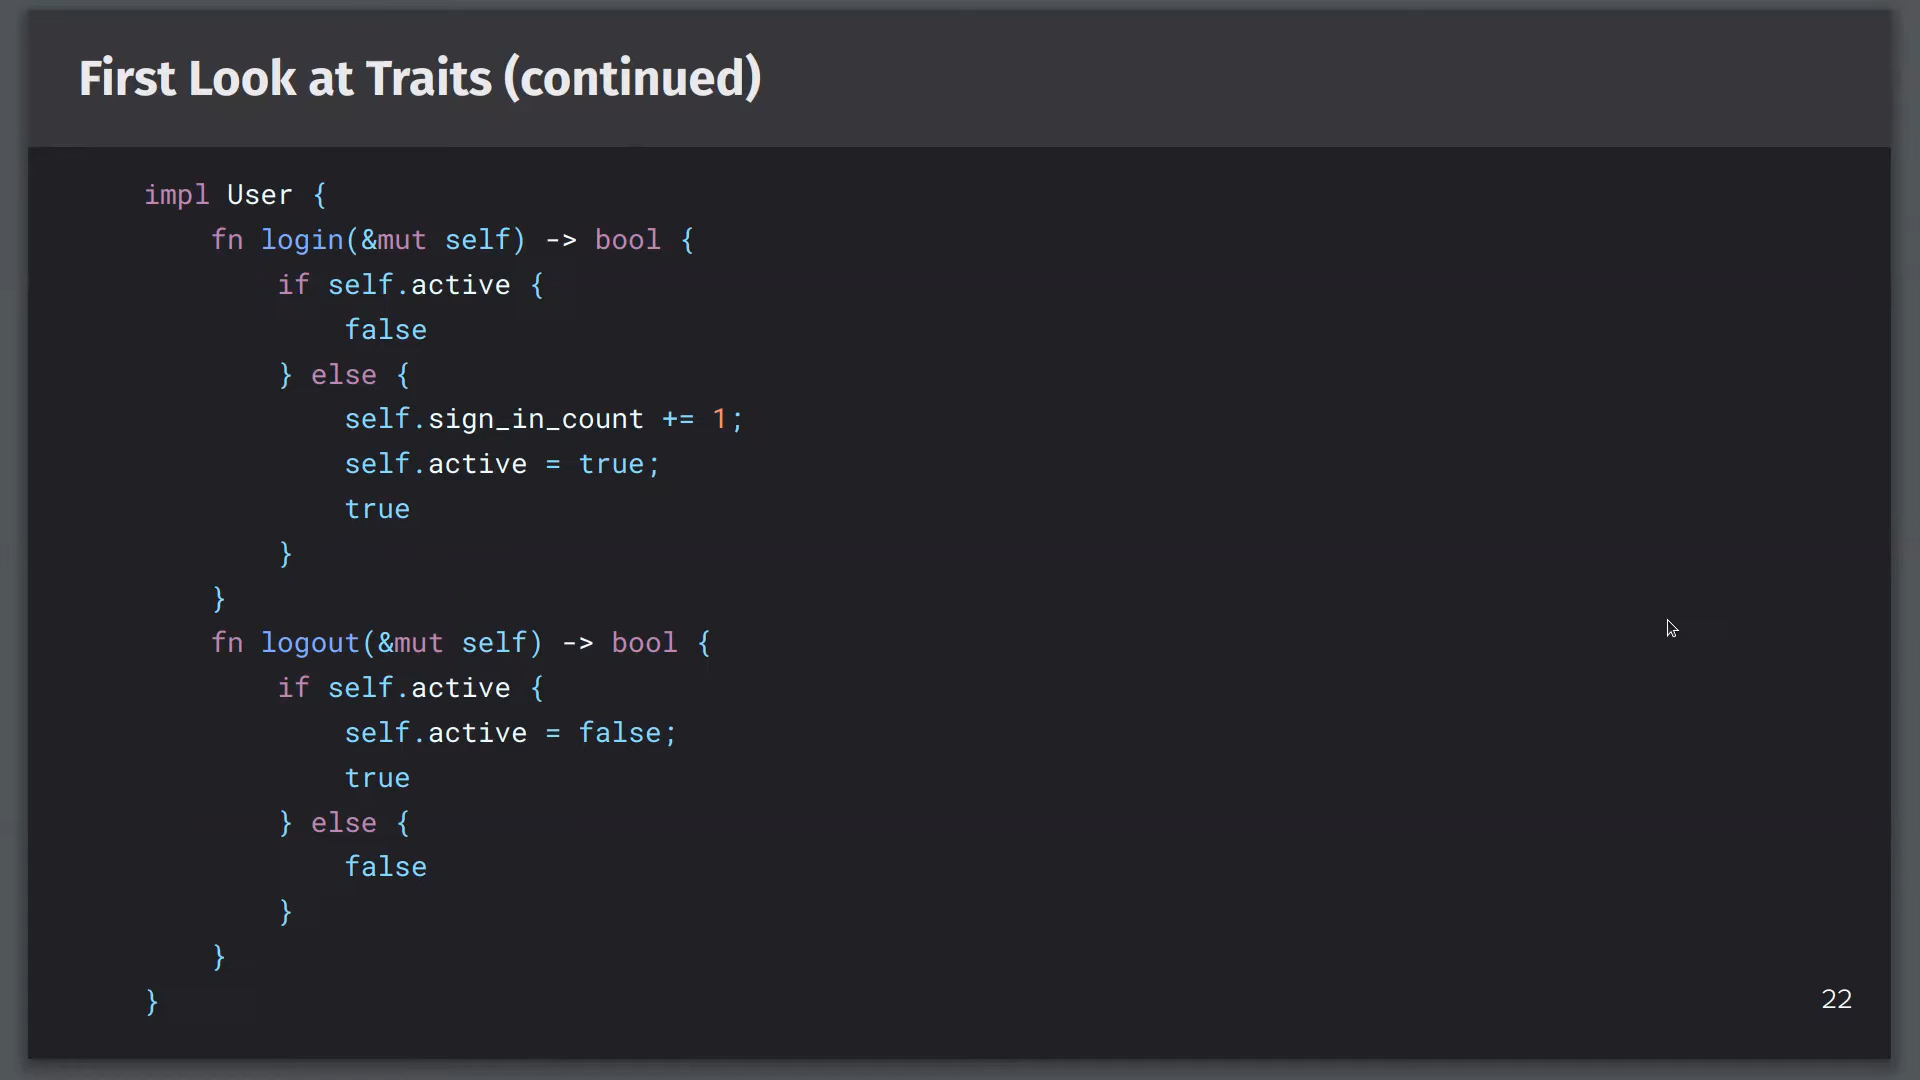 First Look at Traits (continued)
impl User {
    fn login(&mut self) -> bool {
        if self.active {
            false
        } else {
            self.sign_in_count += 1;
            self.active = true;
            true
        }
    }
    fn logout(&mut self) -> bool {
        if self.active {
            self.active = false;
            true
        } else {
            false
        }
    }
}
22